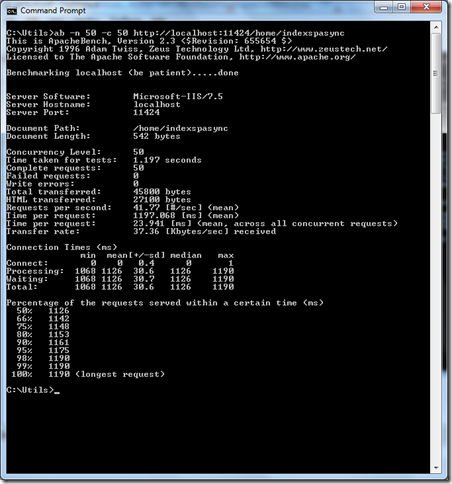 Command Prompt
C:\Utils>ab -n 50 -c 50 http://localhost:11424/home/indexspasync
This is ApacheBench, Version 2.3 <$Revision: 655654 $>
Copyright 1996 Adam Twiss, Zeus Technology Ltd, http://www.zeustech.net/
Licensed to The Apache Software Foundation, http://www.apache.org/
Benchmarking localhost (be patient).....done
Server Software: Microsoft-IIS/7.5
Server Hostname: localhost
Server Port: 11424
Document Path: /home/indexspasync
Document Length: 542 bytes
Concurrency Level: 50
Time taken for tests: 1.197 seconds
Complete requests: 50
Failed requests: 0
Write errors: 0
Total transferred: 45800 bytes
HTML transferred: 27100 bytes
Requests per second: 41.77 [#/sec] (mean)
Time per request: 1197.068 [ms] (mean)
Time per request: 23.941 [ms] (mean, across all concurrent requests)
Transfer rate: 37.36 [Kbytes/sec] received
Connection Times (ms)
min mean[+/-sd] median max
Connect: 0 0 0.4 0 1
Processing: 1068 1126 30.6 1126 1190
Waiting: 1068 1126 30.7 1126 1190
Total: 1068 1126 30.6 1126 1190
Percentage of the requests served within a certain time (ms)
50% 1126
66% 1142
75% 1148
80% 1153
90% 1161
95% 1175
98% 1190
99% 1190
100% 1190 (longest request)
C:\Utils>_